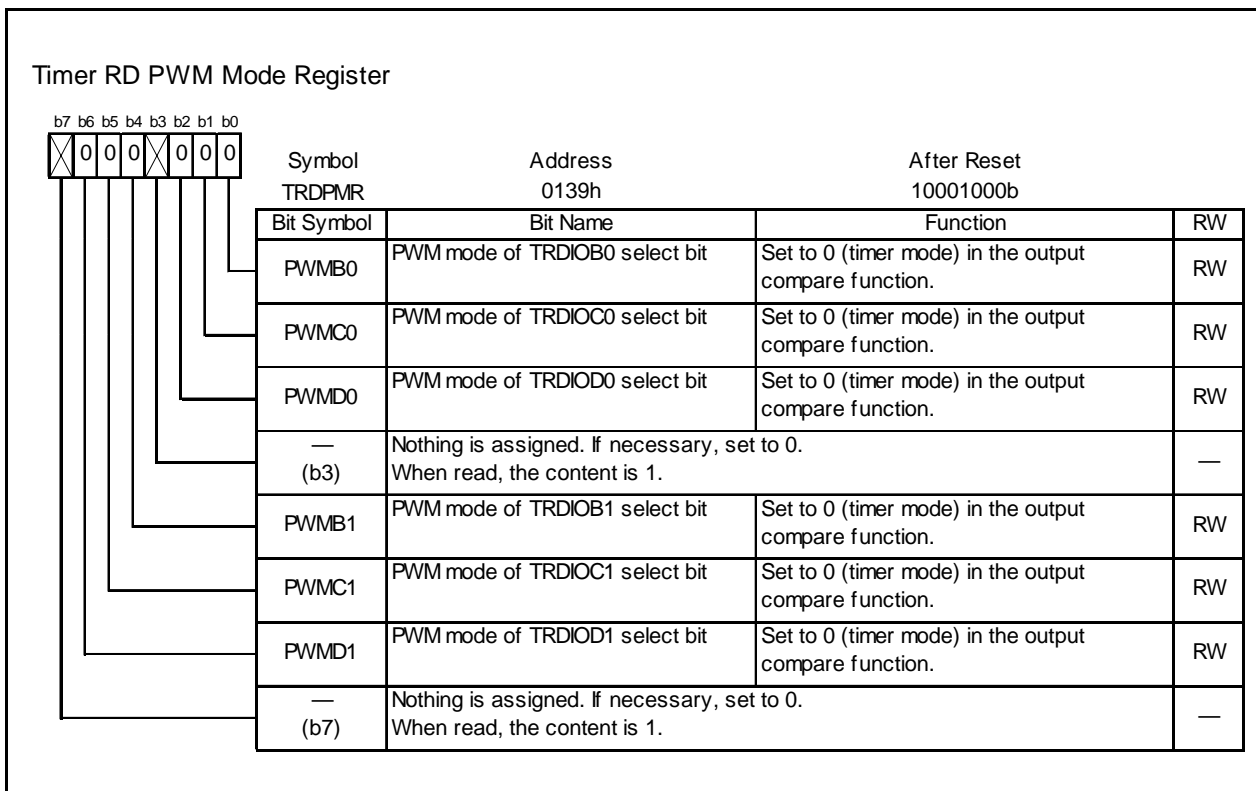 Timer RD PWM Mode Register
b7 b6 b5 b4 b3 b2 b1 b0
0 0 0 0 0 0
Symbol Address After Reset
TRDPMR 0139h 10001000b
Bit Symbol Bit Name Function RW
PWMB0 PWM mode of TRDIOB0 select bit Set to 0 (timer mode) in the output RW
compare function.
PWMC0 PWM mode of TRDIOC0 select bit Set to 0 (timer mode) in the output RW
compare function.
PWMD0 PWM mode of TRDIOD0 select bit Set to 0 (timer mode) in the output RW
compare function.
— Nothing is assigned. If necessary, set to 0. —
(b3) When read, the content is 1.
PWMB1 PWM mode of TRDIOB1 select bit Set to 0 (timer mode) in the output RW
compare function.
PWMC1 PWM mode of TRDIOC1 select bit Set to 0 (timer mode) in the output RW
compare function.
PWMD1 PWM mode of TRDIOD1 select bit Set to 0 (timer mode) in the output RW
compare function.
— Nothing is assigned. If necessary, set to 0. —
(b7) When read, the content is 1.